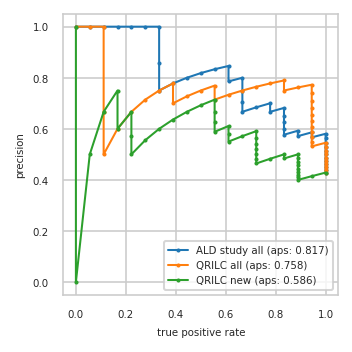 1.0
0.8
0.6
0.4
0.2
0.0
precision
0.0 0.2 0.4 0.6 0.8 1.0
true positive rate
ALD study all (aps: 0.817)
QRILC all (aps: 0.758)
QRILC new (aps: 0.586)